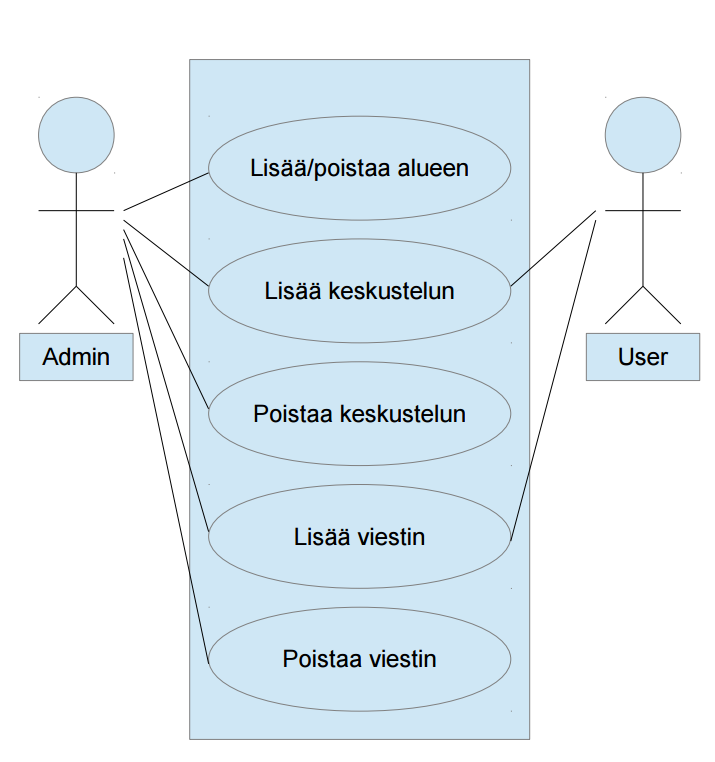 Lisää/poistaa alueen
Lisää keskustelun
Admin
User
Poistaa keskustelun
Lisää viestin
Poistaa viestin